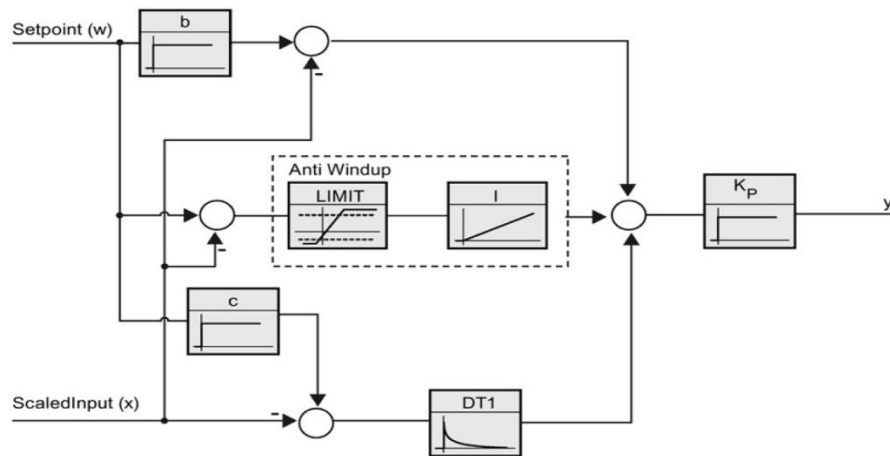 Setpoint (w)
b
-
Anti Windup
LIMIT
I
K_P
y
-
c
ScaledInput (x)
-
DT1